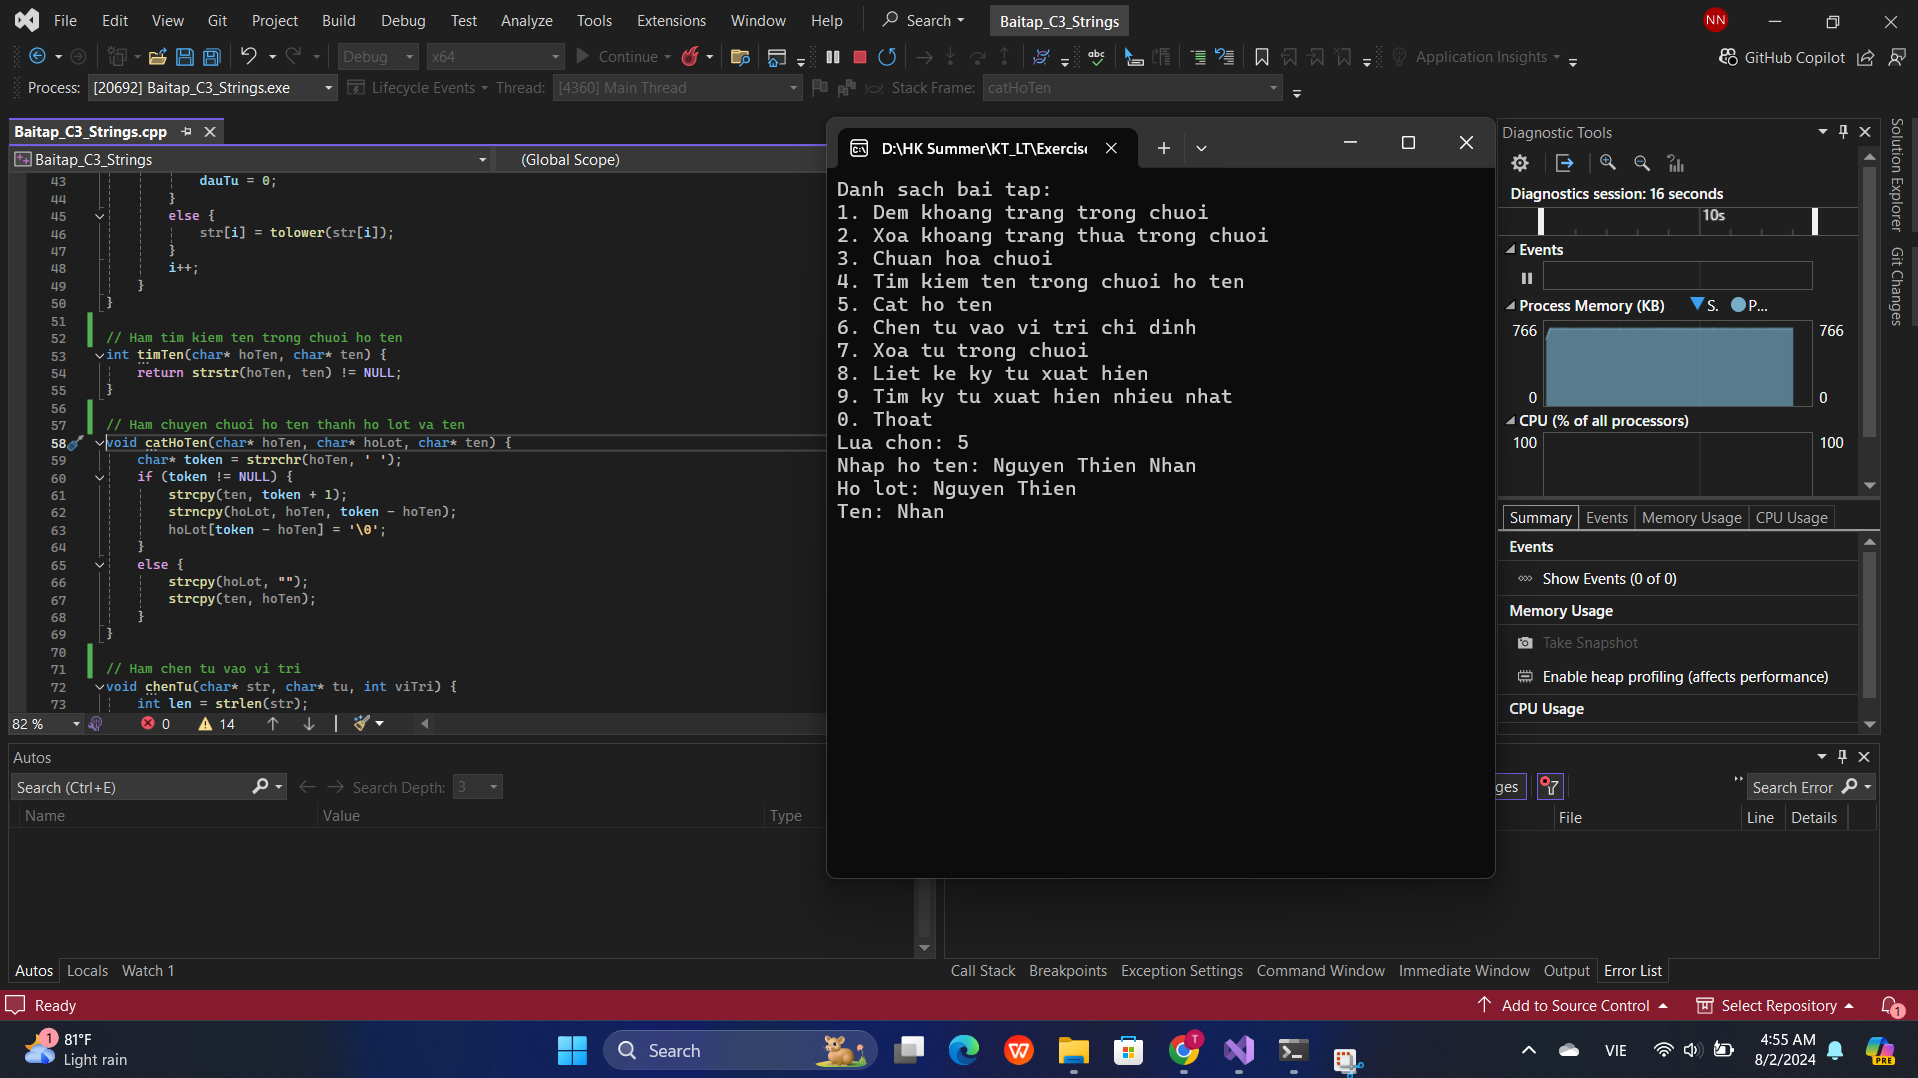 File Edit View Git Project Build Debug Test Analyze Tools Extensions Window Help Search Baitap_C3_Strings NN
Debug x64 Continue Application Insights GitHub Copilot
Process: [20692] Baitap_C3_Strings.exe Lifecycle Events Thread: [4360] Main Thread Stack Frame: catHoTen
Baitap_C3_Strings.cpp
Baitap_C3_Strings (Global Scope)
43 dauTu = 0;
44 }
45 else {
46 str[i] = tolower(str[i]);
47 }
48 i++;
49 }
50 }
51
52 // Ham tim kiem ten trong chuoi ho ten
53 int timTen(char* hoTen, char* ten) {
54 return strstr(hoTen, ten) != NULL;
55 }
56
57 // Ham chuyen chuoi ho ten thanh ho lot va ten
58 void catHoTen(char* hoTen, char* hoLot, char* ten) {
59 char* token = strrchr(hoTen, ' ');
60 if (token != NULL) {
61 strcpy(ten, token + 1);
62 strncpy(hoLot, hoTen, token - hoTen);
63 hoLot[token - hoTen] = '\0';
64 }
65 else {
66 strcpy(hoLot, "");
67 strcpy(ten, hoTen);
68 }
69 }
70
71 // Ham chen tu vao vi tri
72 void chenTu(char* str, char* tu, int viTri) {
73 int len = strlen(str);
82 % 0 14
D:\HK Summer\KT_LT\Exercise
Danh sach bai tap:
1. Dem khoang trang trong chuoi
2. Xoa khoang trang thua trong chuoi
3. Chuan hoa chuoi
4. Tim kiem ten trong chuoi ho ten
5. Cat ho ten
6. Chen tu vao vi tri chi dinh
7. Xoa tu trong chuoi
8. Liet ke ky tu xuat hien
9. Tim ky tu xuat hien nhieu nhat
0. Thoat
Lua chon: 5
Nhap ho ten: Nguyen Thien Nhan
Ho lot: Nguyen Thien
Ten: Nhan
Diagnostic Tools
Diagnostics session: 16 seconds
10s
Events
Process Memory (KB) S. P...
766 766
0 0
CPU (% of all processors)
100 100
Summary Events Memory Usage CPU Usage
Events
Show Events (0 of 0)
Memory Usage
Take Snapshot
Enable heap profiling (affects performance)
CPU Usage
Solution Explorer
Git Changes
Autos
Search (Ctrl+E) Search Depth: 3
Name Value Type
ges Search Error
File Line Details
Autos Locals Watch 1
Call Stack Breakpoints Exception Settings Command Window Immediate Window Output Error List
Ready Add to Source Control Select Repository 1
1 81°F
Light rain
Search
T
VIE
4:55 AM
8/2/2024
PRE